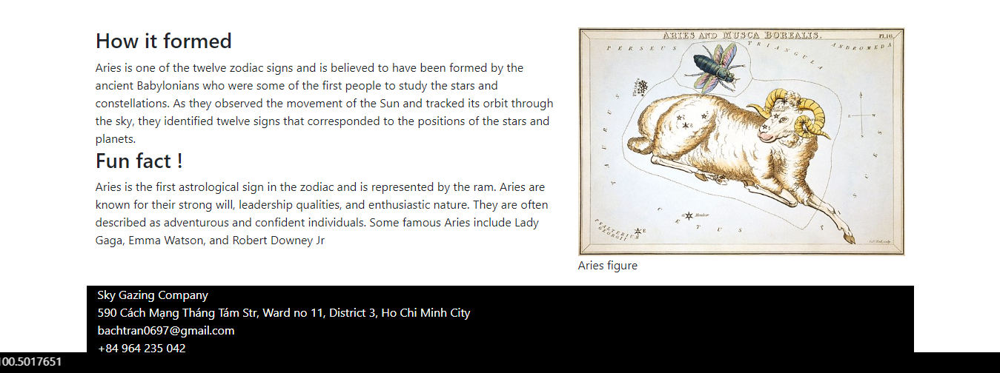 How it formed
Aries is one of the twelve zodiac signs and is believed to have been formed by the
ancient Babylonians who were some of the first people to study the stars and
constellations. As they observed the movement of the Sun and tracked its orbit through
the sky, they identified twelve signs that corresponded to the positions of the stars and
planets.
Fun fact !
Aries is the first astrological sign in the zodiac and is represented by the ram. Aries are
known for their strong will, leadership qualities, and enthusiastic nature. They are often
described as adventurous and confident individuals. Some famous Aries include Lady
Gaga, Emma Watson, and Robert Downey Jr
ARIES AND MUSCA BOREALIS.
PL.16.
PERSEUS
TRIANGULA
ANDROMEDA
TAURUS
PISCES
CETUS
PSALTERIUM
GEORGII
Aries figure
Sky Gazing Company
590 Cách Mạng Tháng Tám Str, Ward no 11, District 3, Ho Chi Minh City
bachtran0697@gmail.com
+84 964 235 042
00.5017651